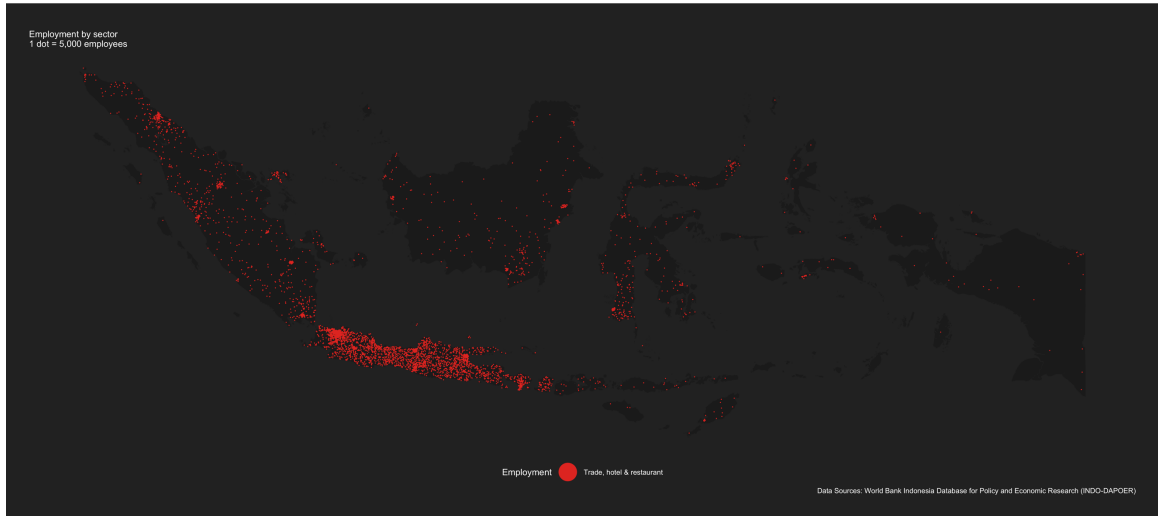 Employment by sector
1 dot = 5,000 employees
Employment
Trade, hotel & restaurant
Data Sources: World Bank Indonesia Database for Policy and Economic Research (INDO-DAPOER)